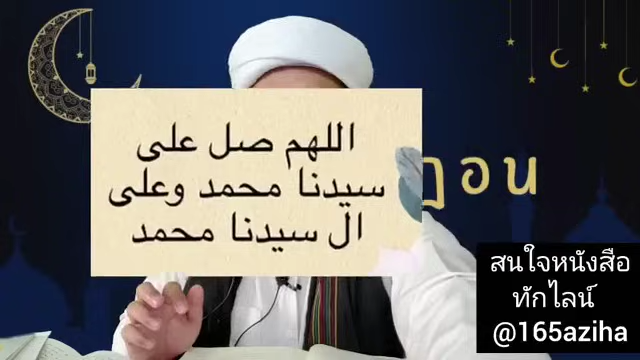 اللهم صل على
سيدنا محمد وعلى
ال سيدنا محمد
สนใจหนังสือ
ทักไลน์
@165aziha